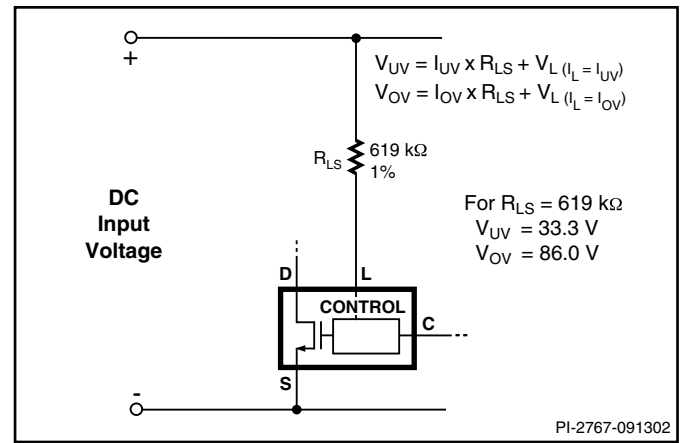 +
V_UV = I_UV x R_LS + V_L (I_L = I_UV)
V_OV = I_OV x R_LS + V_L (I_L = I_OV)
R_LS
619 kΩ
1%
DC
Input
Voltage
For R_LS = 619 kΩ
V_UV = 33.3 V
V_OV = 86.0 V
D
L
CONTROL
C
S
-
PI-2767-091302